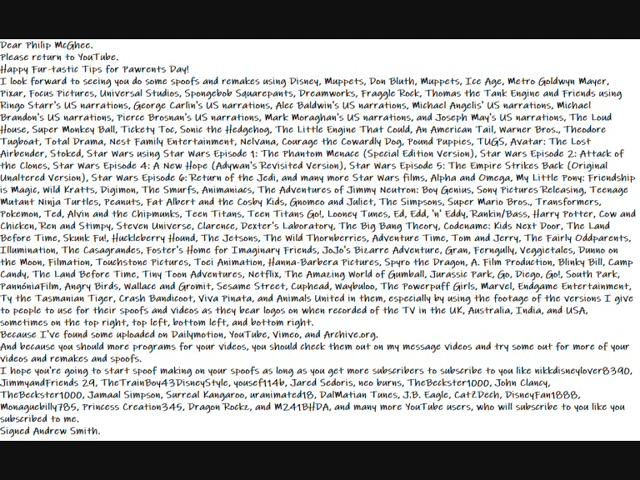 Dear Philip McGhee.
Please return to YouTube.
Happy Fur-tastic Tips for Pawrents Day!
I look forward to seeing you do some spoofs and remakes using Disney, Muppets, Don Bluth, Muppets, Ice Age, Metro Goldwyn Mayer,
Pixar, Focus Pictures, Universal Studios, Spongebob Squarepants, Dreamworks, Fraggle Rock, Thomas the Tank Engine and Friends using
Ringo Starr's US narrations, George Carlin's US narrations, Alec Baldwin's US narrations, Michael Angelis' US narrations, Michael
Brandon's US narrations, Pierce Brosnan's US narrations, Mark Moraghan's US narrations, and Joseph May's US narrations, The Loud
House, Super Monkey Ball, Tickety Toc, Sonic the Hedgehog, The Little Engine That Could, An American Tail, Warner Bros., Theodore
Tugboat, Total Drama, Nest Family Entertainment, Nelvana, Courage the Cowardly Dog, Pound Puppies, TUGS, Avatar: The Lost
Airbender, Stoked, Star Wars using Star Wars Episode 1: The Phantom Menace (Special Edition Version), Star Wars Episode 2: Attack of
the Clones, Star Wars Episode 4: A New Hope (Adyman's Revisited Version), Star Wars Episode 5: The Empire Strikes Back (Original
Unaltered Version), Star Wars Episode 6: Return of the Jedi, and many more Star Wars films, Alpha and Omega, My Little Pony: Friendship
is Magic, Wild Kratts, Digimon, The Smurfs, Animaniacs, The Adventures of Jimmy Neutron: Boy Genius, Sony Pictures Releasing, Teenage
Mutant Ninja Turtles, Peanuts, Fat Albert and the Cosby Kids, Gnomeo and Juliet, The Simpsons, Super Mario Bros., Transformers,
Pokemon, Ted, Alvin and the Chipmunks, Teen Titans, Teen Titans Go!, Looney Tunes, Ed, Edd, 'n' Eddy, Rankin/Bass, Harry Potter, Cow and
Chicken, Ren and Stimpy, Steven Universe, Clarence, Dexter's Laboratory, The Big Bang Theory, Codename: Kids Next Door, The Land
Before Time, Skunk Fu!, Huckleberry Hound, The Jetsons, The Wild Thornberries, Adventure Time, Tom and Jerry, The Fairly Oddparents,
Illumination, The Casagrandes, Foster's Home for Imaginary Friends, JoJo's Bizarre Adventure, Gran, Ferngully, Veggietales, Dunno on
the Moon, Filmation, Touchstone Pictures, Toei Animation, Hanna-Barbera Pictures, Spyro the Dragon, A. Film Production, Blinky Bill, Camp
Candy, The Land Before Time, Tiny Toon Adventures, Netflix, The Amazing World of Gumball, Jurassic Park, Go, Diego, Go!, South Park,
PannóniaFilm, Angry Birds, Wallace and Gromit, Sesame Street, Cuphead, Waybuloo, The Powerpuff Girls, Marvel, Endgame Entertainment,
Ty the Tasmanian Tiger, Crash Bandicoot, Viva Pinata, and Animals United in them, especially by using the footage of the versions I give
to people to use for their spoofs and videos as they bear logos on when recorded of the TV in the UK, Australia, India, and USA,
sometimes on the top right, top left, bottom left, and bottom right.
Because I've found some uploaded on Dailymotion, YouTube, Vimeo, and Archive.org.
And because you should more programs for your videos, you should check them out on my message videos and try some out for more of your
videos and remakes and spoofs.
I hope you're going to start spoof making on your spoofs as long as you get more subscribers to subscribe to you like nikkdisneylover8390,
JimmyandFriends 29, TheTrainBoy43DisneyStyle, yousef114b, Jared Sedoris, neo burns, TheBeckster1000, John Clancy,
TheBeckster1000, Jamaal Simpson, Surreal Kangaroo, uranimated18, DalMatian Tunes, J.B. Eagle, CatZDech, DisneyFan1888,
Monaguebilly785, Princess Creation345, Dragon Rockz, and M241BHDA, and many more YouTube users, who will subscribe to you like you
subscribed to me.
Signed Andrew Smith.